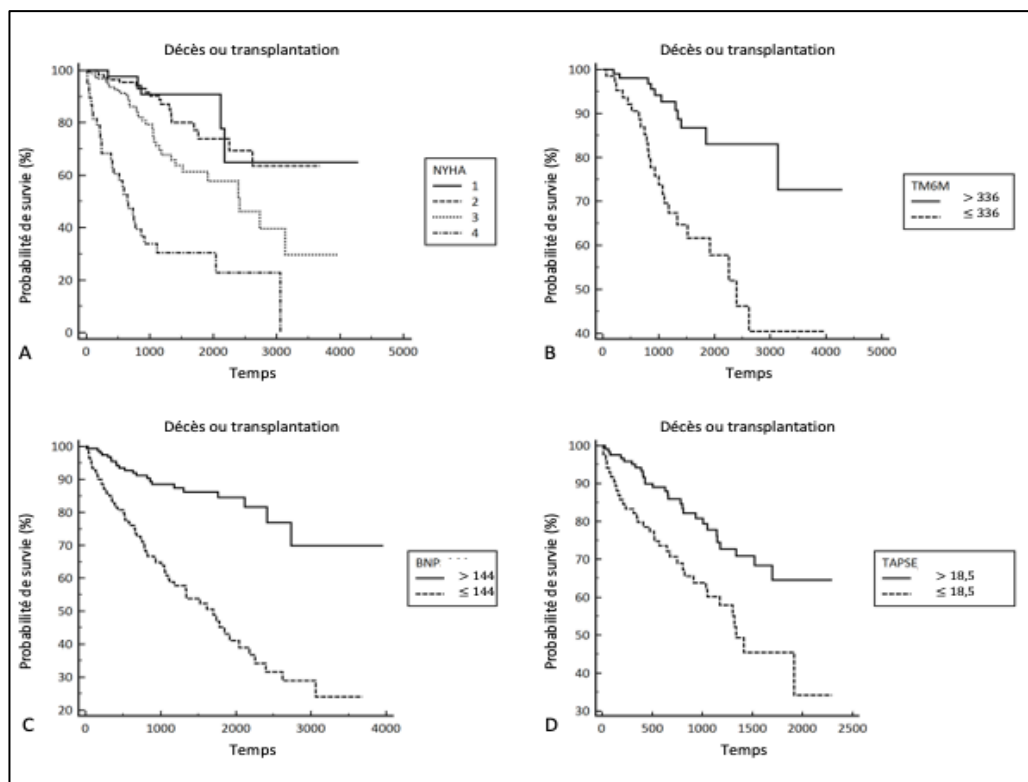 Décès ou transplantation
Probabilité de survie (%)
100
80
60
40
20
0
0 1000 2000 3000 4000 5000
Temps
NYHA
1
2
3
4
A
Décès ou transplantation
Probabilité de survie (%)
100
90
80
70
60
50
40
0 1000 2000 3000 4000 5000
Temps
TM6M
> 336
≤ 336
B
Décès ou transplantation
Probabilité de survie (%)
100
90
80
70
60
50
40
30
20
0 1000 2000 3000 4000
Temps
BNP
> 144
≤ 144
C
Décès ou transplantation
Probabilité de survie (%)
100
90
80
70
60
50
40
30
0 500 1000 1500 2000 2500
Temps
TAPSE
> 18,5
≤ 18,5
D